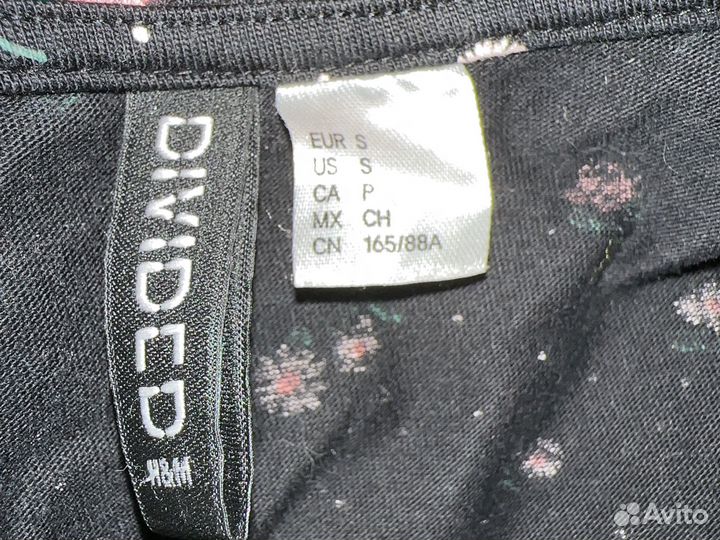 DIVIDED
H&M
EUR S
US S
CA P
MX CH
CN 165/88A
Avito